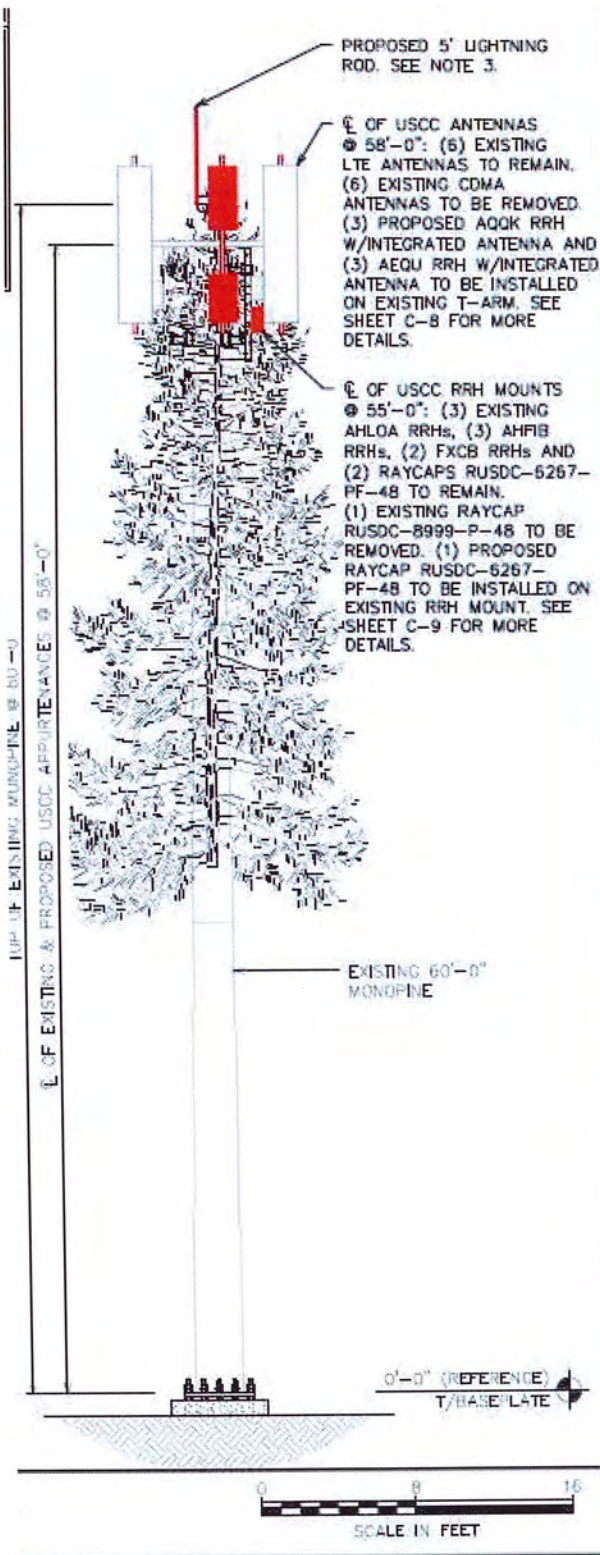 PROPOSED 5' LIGHTNING
ROD. SEE NOTE 3.
℄ OF USCC ANTENNAS
@ 58'-0": (6) EXISTING
LTE ANTENNAS TO REMAIN.
(6) EXISTING CDMA
ANTENNAS TO BE REMOVED.
(3) PROPOSED AQQK RRH
W/INTEGRATED ANTENNA AND
(3) AEQU RRH W/INTEGRATED
ANTENNA TO BE INSTALLED
ON EXISTING T-ARM. SEE
SHEET C-8 FOR MORE
DETAILS.
℄ OF USCC RRH MOUNTS
@ 55'-0": (3) EXISTING
AHLOA RRHs, (3) AHFIB
RRHs, (2) FXCB RRHs AND
(2) RAYCAPS RUSDC-6267-
PF-48 TO REMAIN.
(1) EXISTING RAYCAP
RUSDC-8999-P-48 TO BE
REMOVED. (1) PROPOSED
RAYCAP RUSDC-6267-
PF-48 TO BE INSTALLED ON
EXISTING RRH MOUNT. SEE
SHEET C-9 FOR MORE
DETAILS.
TOP OF EXISTING MONOPINE @ 60'-0"
℄ OF EXISTING & PROPOSED USCC APPURTENANCES @ 58'-0"
EXISTING 60'-0"
MONOPINE
0'-0" (REFERENCE)
T/BASEPLATE
0 8 16
SCALE IN FEET